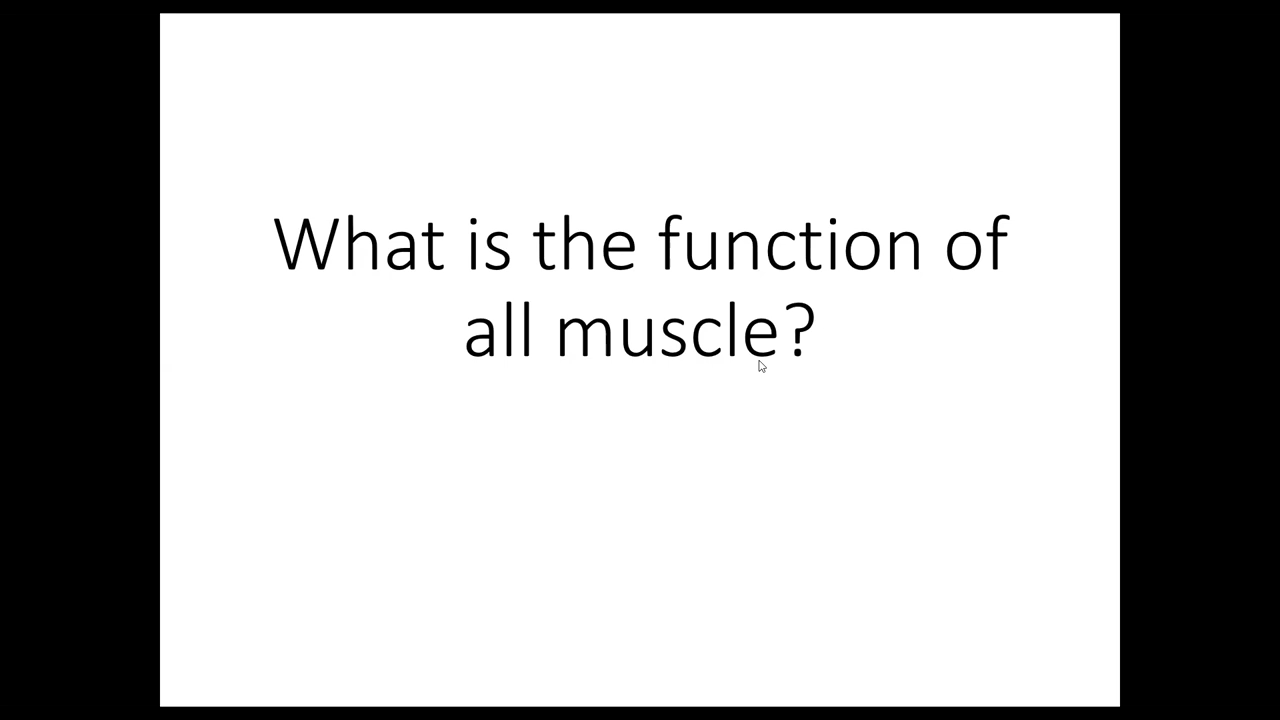 What is the function of
all muscle?